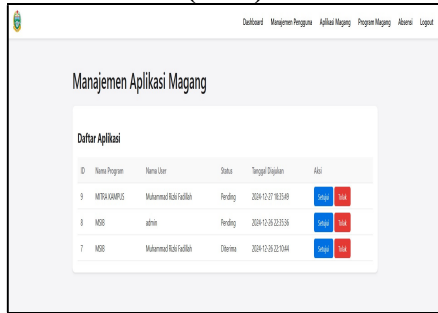 Dashboard Manajemen Pengguna Aplikasi Magang Program Magang Absensi Logout
Manajemen Aplikasi Magang
Daftar Aplikasi
ID Nama Program Nama User Status Tanggal Diajukan Aksi
9 MITRA KAMPUS Muhammad Rizki Fadillah Pending 2024-12-27 18:35:49 Setujui Tolak
8 MSIB admin Pending 2024-12-26 22:35:36 Setujui Tolak
7 MSIB Muhammad Rizki Fadillah Diterima 2024-12-26 22:10:44 Setujui Tolak